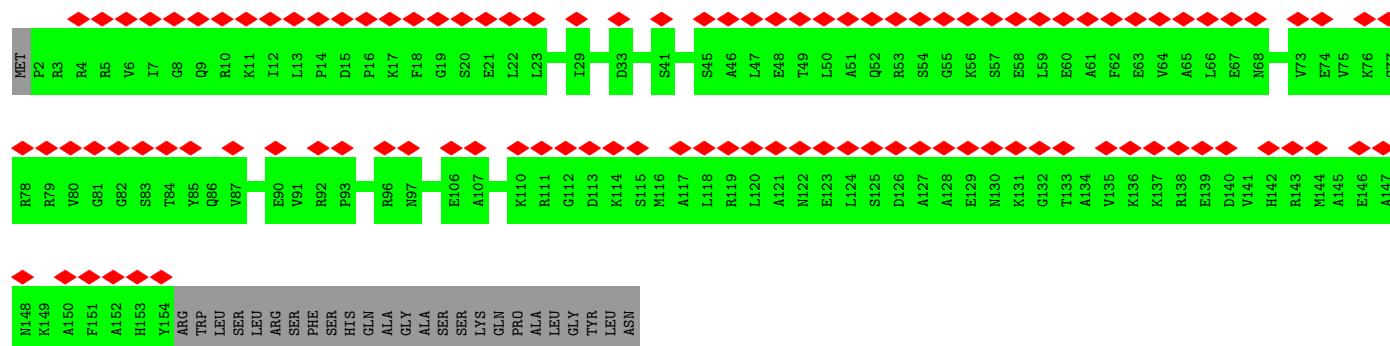 MET P2 R3 R4 R5 V6 I7 G8 Q9 R10 K11 I12 L13 P14 D15 P16 K17 F18 G19 S20 E21 L22 L23 I29 D33 S41 S45 A46 L47 E48 T49 L50 A51 Q52 R53 S54 G55 K56 S57 E58 L59 E60 A61 F62 E63 V64 A65 L66 E67 N68 V73 E74 V75 K76
R78 R79 V80 G81 G82 S83 T84 Y85 Q86 V87 E90 V91 R92 P93 R96 N97 E106 A107 K110 R111 G112 D113 K114 S115 M116 A117 L118 R119 L120 A121 N122 E123 L124 S125 D126 A127 A128 E129 N130 K131 G132 T133 A134 V135 K136 K137 R138 E139 D140 V141 H142 R143 M144 A145 E146 A147
N148 K149 A150 F151 A152 H153 Y154 ARG TRP LEU SER LEU ARG SER PHE SER HIS GLN ALA GLY ALA SER SER LYS GLN PRO ALA LEU GLY TYR LEU ASN